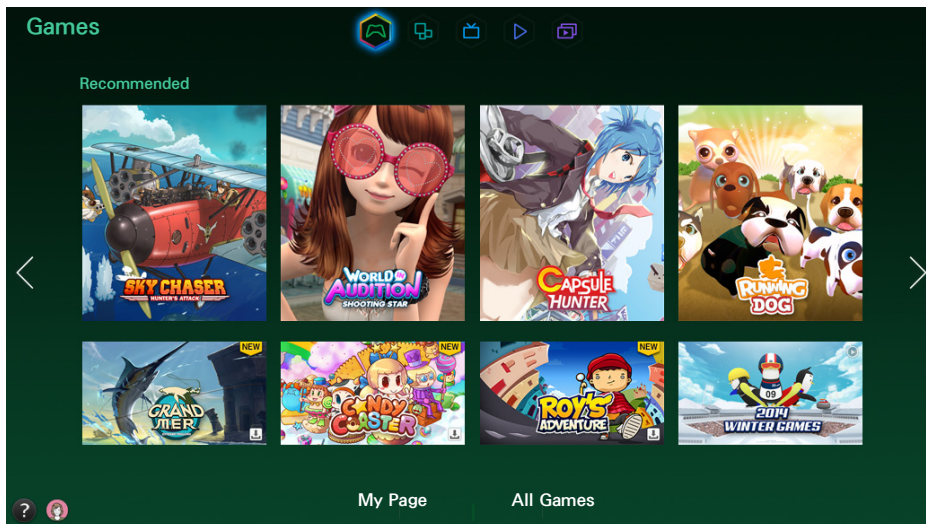 Games
Recommended
SKY CHASER
HUNTER'S ATTACK
WORLD IN
AUDITION
SHOOTING STAR
CAPSULE
HUNTER
RUNNING
DOG
NEW
GRAND
MER
NEW
CANDY
COASTER
NEW
ROY'S
ADVENTURE
09
2014
WINTER GAMES
My Page
All Games
?